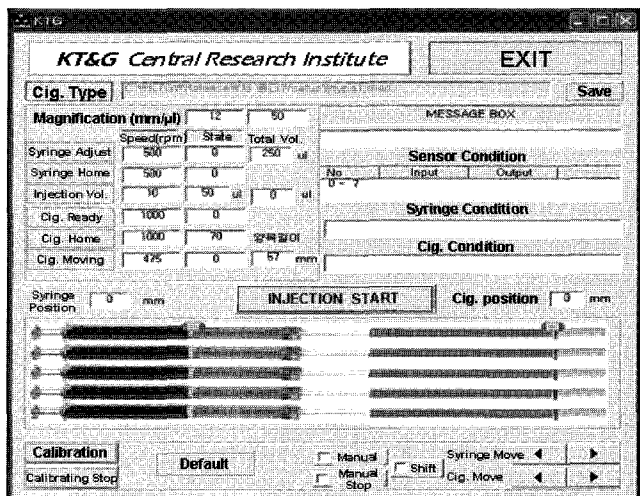 KTG
KT&G Central Research Institute
EXIT
Cig. Type
Save
Magnification (mm/μl) 12 50
MESSAGE BOX
Speed(rpm) State Total Vol.
Syringe Adjust 500 0 250 ul
Sensor Condition
No Input Output
0 - 7
Syringe Home 500 0
Injection Vol. 10 50 ul 0 ul
Syringe Condition
Cig. Ready 1000 0
Cig. Home 1000 70
Cig. Condition
Cig. Moving 475 0 57 mm
Syringe Position 0 mm
INJECTION START
Cig. position 0 mm
Calibration
Calibrating Stop
Default
Manual
Manual Stop
Shift
Syringe Move
Cig. Move